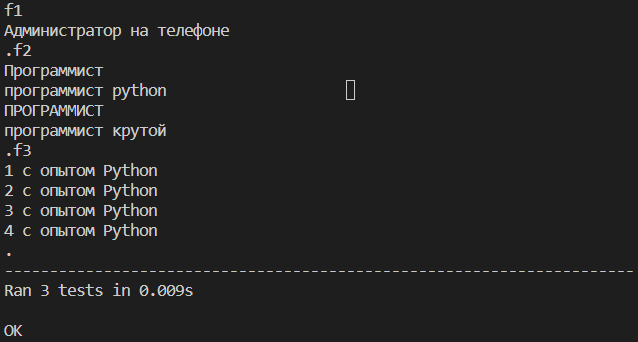 f1
Администратор на телефоне
.f2
Программист
программист python
ПРОГРАММИСТ
программист крутой
.f3
1 с опытом Python
2 с опытом Python
3 с опытом Python
4 с опытом Python
.
----------------------------------------------------------------------
Ran 3 tests in 0.009s
OK